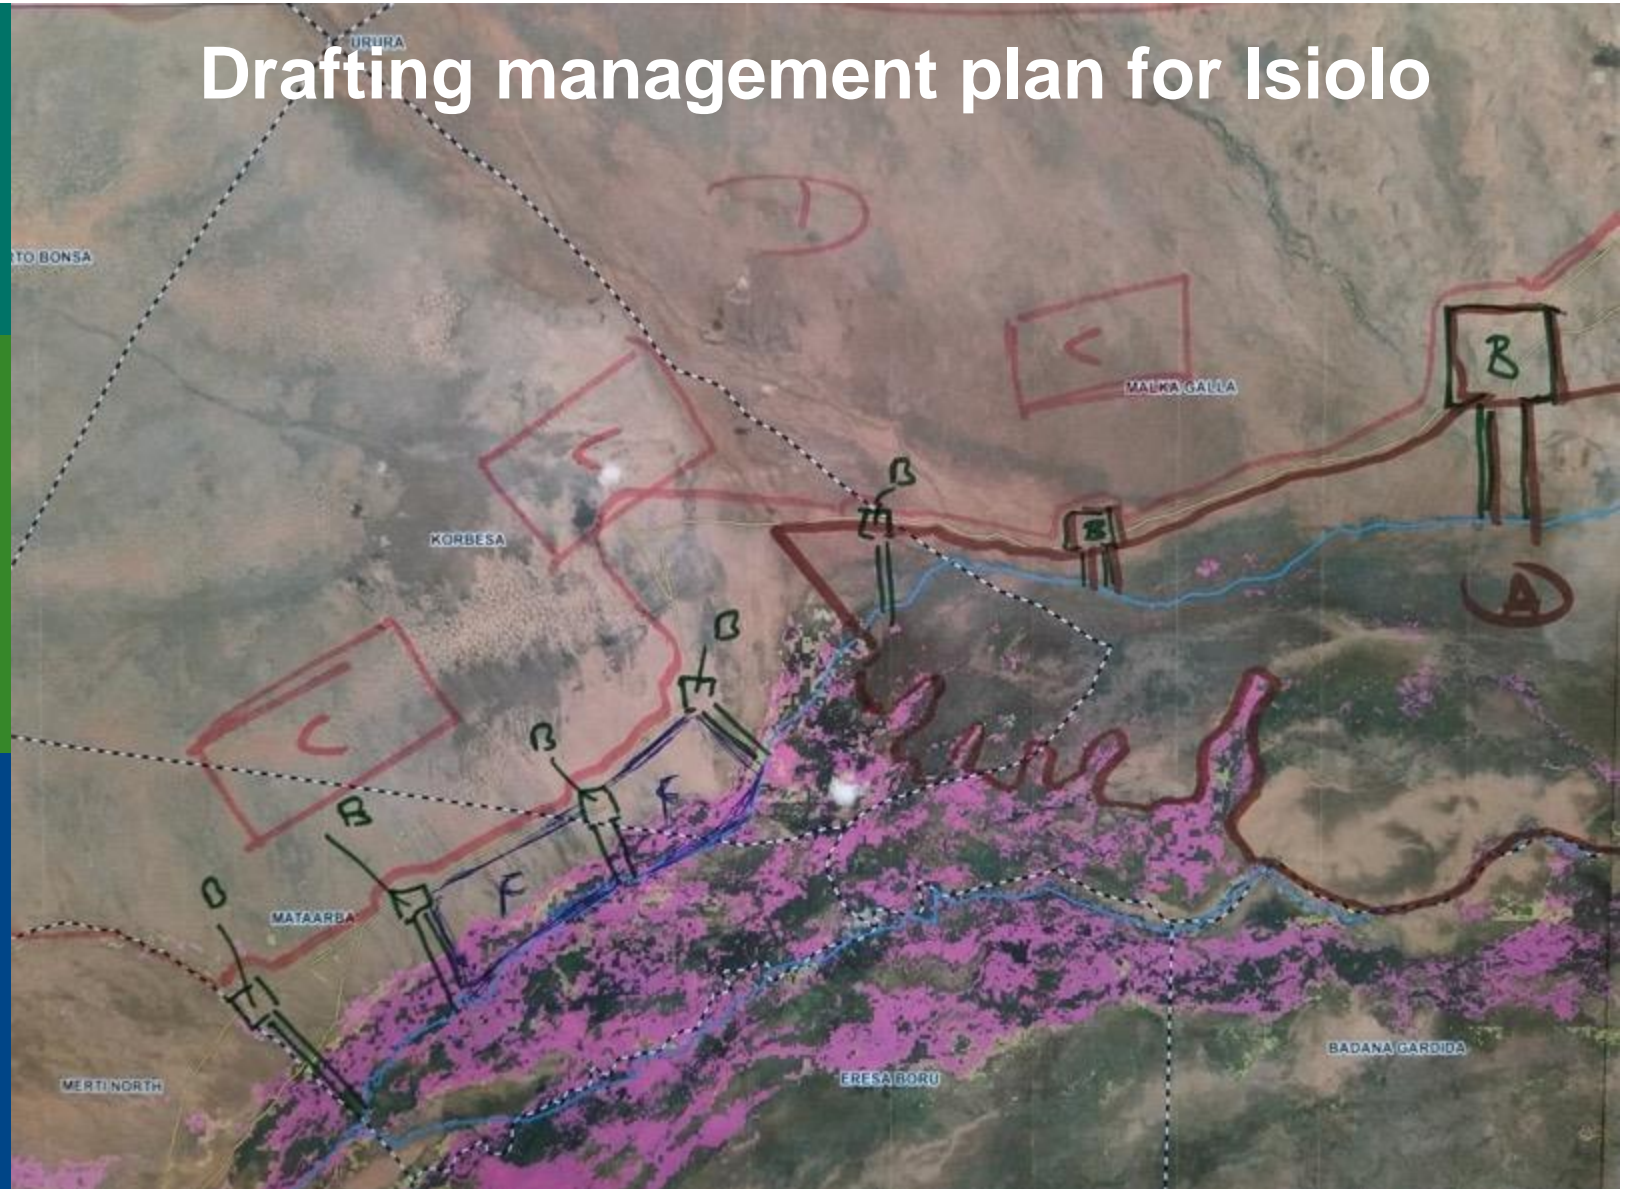 URURA
Drafting management plan for Isiolo
D
TO BONSA
C
B
MALKA GALLA
C
B
KORBESA
B
A
B
C
B
F
B
F
B
MATAARBA
MERTI NORTH
ERESA BORU
BADANA GARDIDA